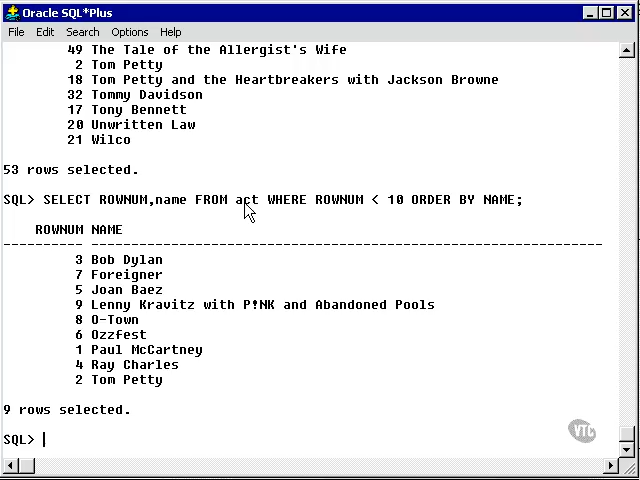 Oracle SQL*Plus
File Edit Search Options Help
49 The Tale of the Allergist's Wife
2 Tom Petty
18 Tom Petty and the Heartbreakers with Jackson Browne
32 Tommy Davidson
17 Tony Bennett
20 Unwritten Law
21 Wilco
53 rows selected.
SQL> SELECT ROWNUM,name FROM act WHERE ROWNUM < 10 ORDER BY NAME;
ROWNUM NAME
---------- ----------------------------------------------------------------
3 Bob Dylan
7 Foreigner
5 Joan Baez
9 Lenny Kravitz with P!NK and Abandoned Pools
8 O-Town
6 Ozzfest
1 Paul McCartney
4 Ray Charles
2 Tom Petty
9 rows selected.
SQL>
VTC